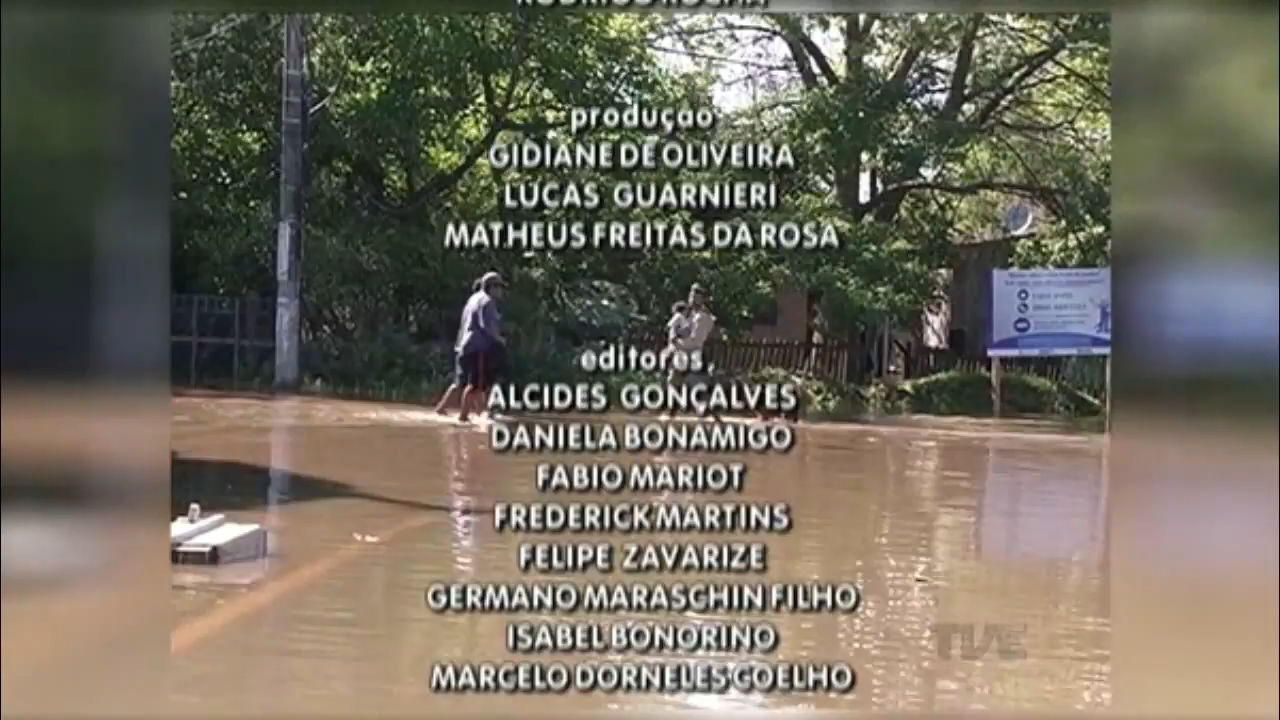 produçao
GIDIANE DE OLIVEIRA
LUCAS GUARNIERI
MATHEUS FREITAS DA ROSA
editores
ALCIDES GONÇALVES
DANIELA BONAMIGO
FABIO MARIOT
FREDERICK MARTINS
FELIPE ZAVARIZE
GERMANO MARASCHIN FILHO
ISABEL BONORINO
TVE
MARCELO DORNELES COELHO